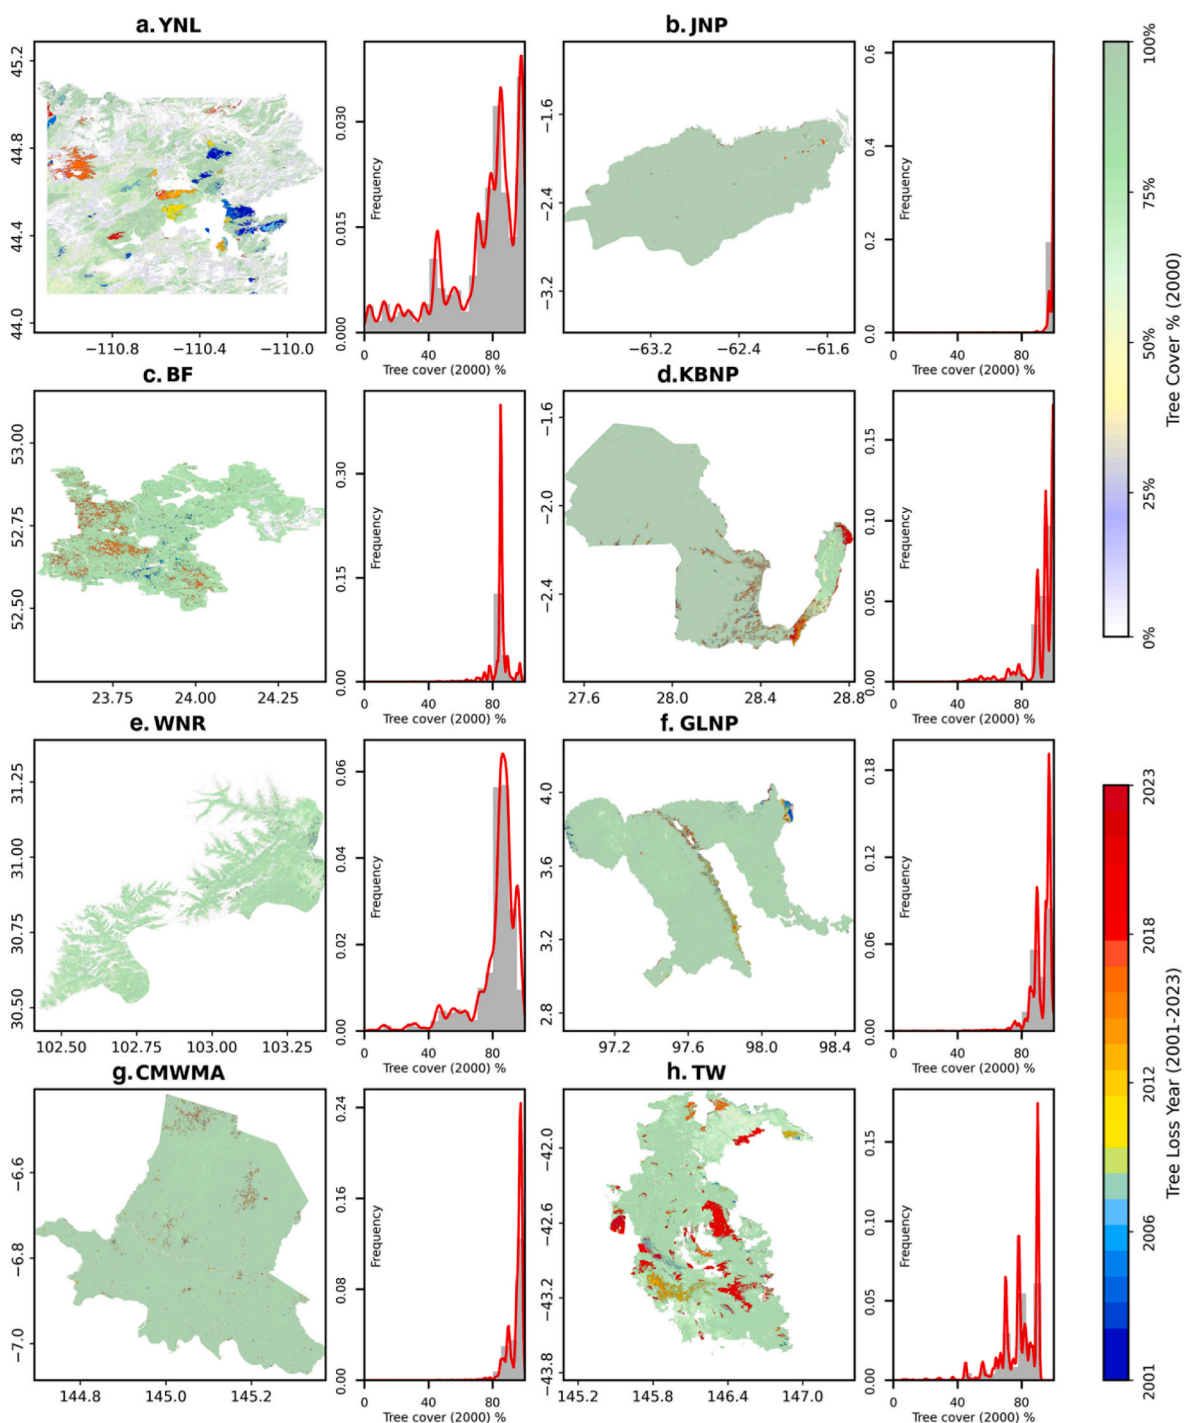 a. YNL
45.2
44.8
44.4
44.0
−110.8 −110.4 −110.0
Frequency
0.030
0.015
0.000
0 40 80
Tree cover (2000) %
b. JNP
−1.6
−2.4
−3.2
−63.2 −62.4 −61.6
Frequency
0.6
0.4
0.2
0.0
0 40 80
Tree cover (2000) %
c. BF
53.00
52.75
52.50
23.75 24.00 24.25
Frequency
0.30
0.15
0.00
0 40 80
Tree cover (2000) %
d. KBNP
−1.6
−2.0
−2.4
27.6 28.0 28.4 28.8
Frequency
0.15
0.10
0.05
0.00
0 40 80
Tree cover (2000) %
e. WNR
31.25
31.00
30.75
30.50
102.50 102.75 103.00 103.25
Frequency
0.06
0.04
0.02
0.00
0 40 80
Tree cover (2000) %
f. GLNP
4.0
3.6
3.2
2.8
97.2 97.6 98.0 98.4
Frequency
0.18
0.12
0.06
0.00
0 40 80
Tree cover (2000) %
g. CMWMA
−6.6
−6.8
−7.0
144.8 145.0 145.2
Frequency
0.24
0.16
0.08
0.00
0 40 80
Tree cover (2000) %
h. TW
−42.0
−42.6
−43.2
−43.8
145.2 145.8 146.4 147.0
Frequency
0.15
0.10
0.05
0.00
0 40 80
Tree cover (2000) %
100%
75%
50%
25%
0%
Tree Cover % (2000)
2023
2018
2012
2006
2001
Tree Loss Year (2001-2023)